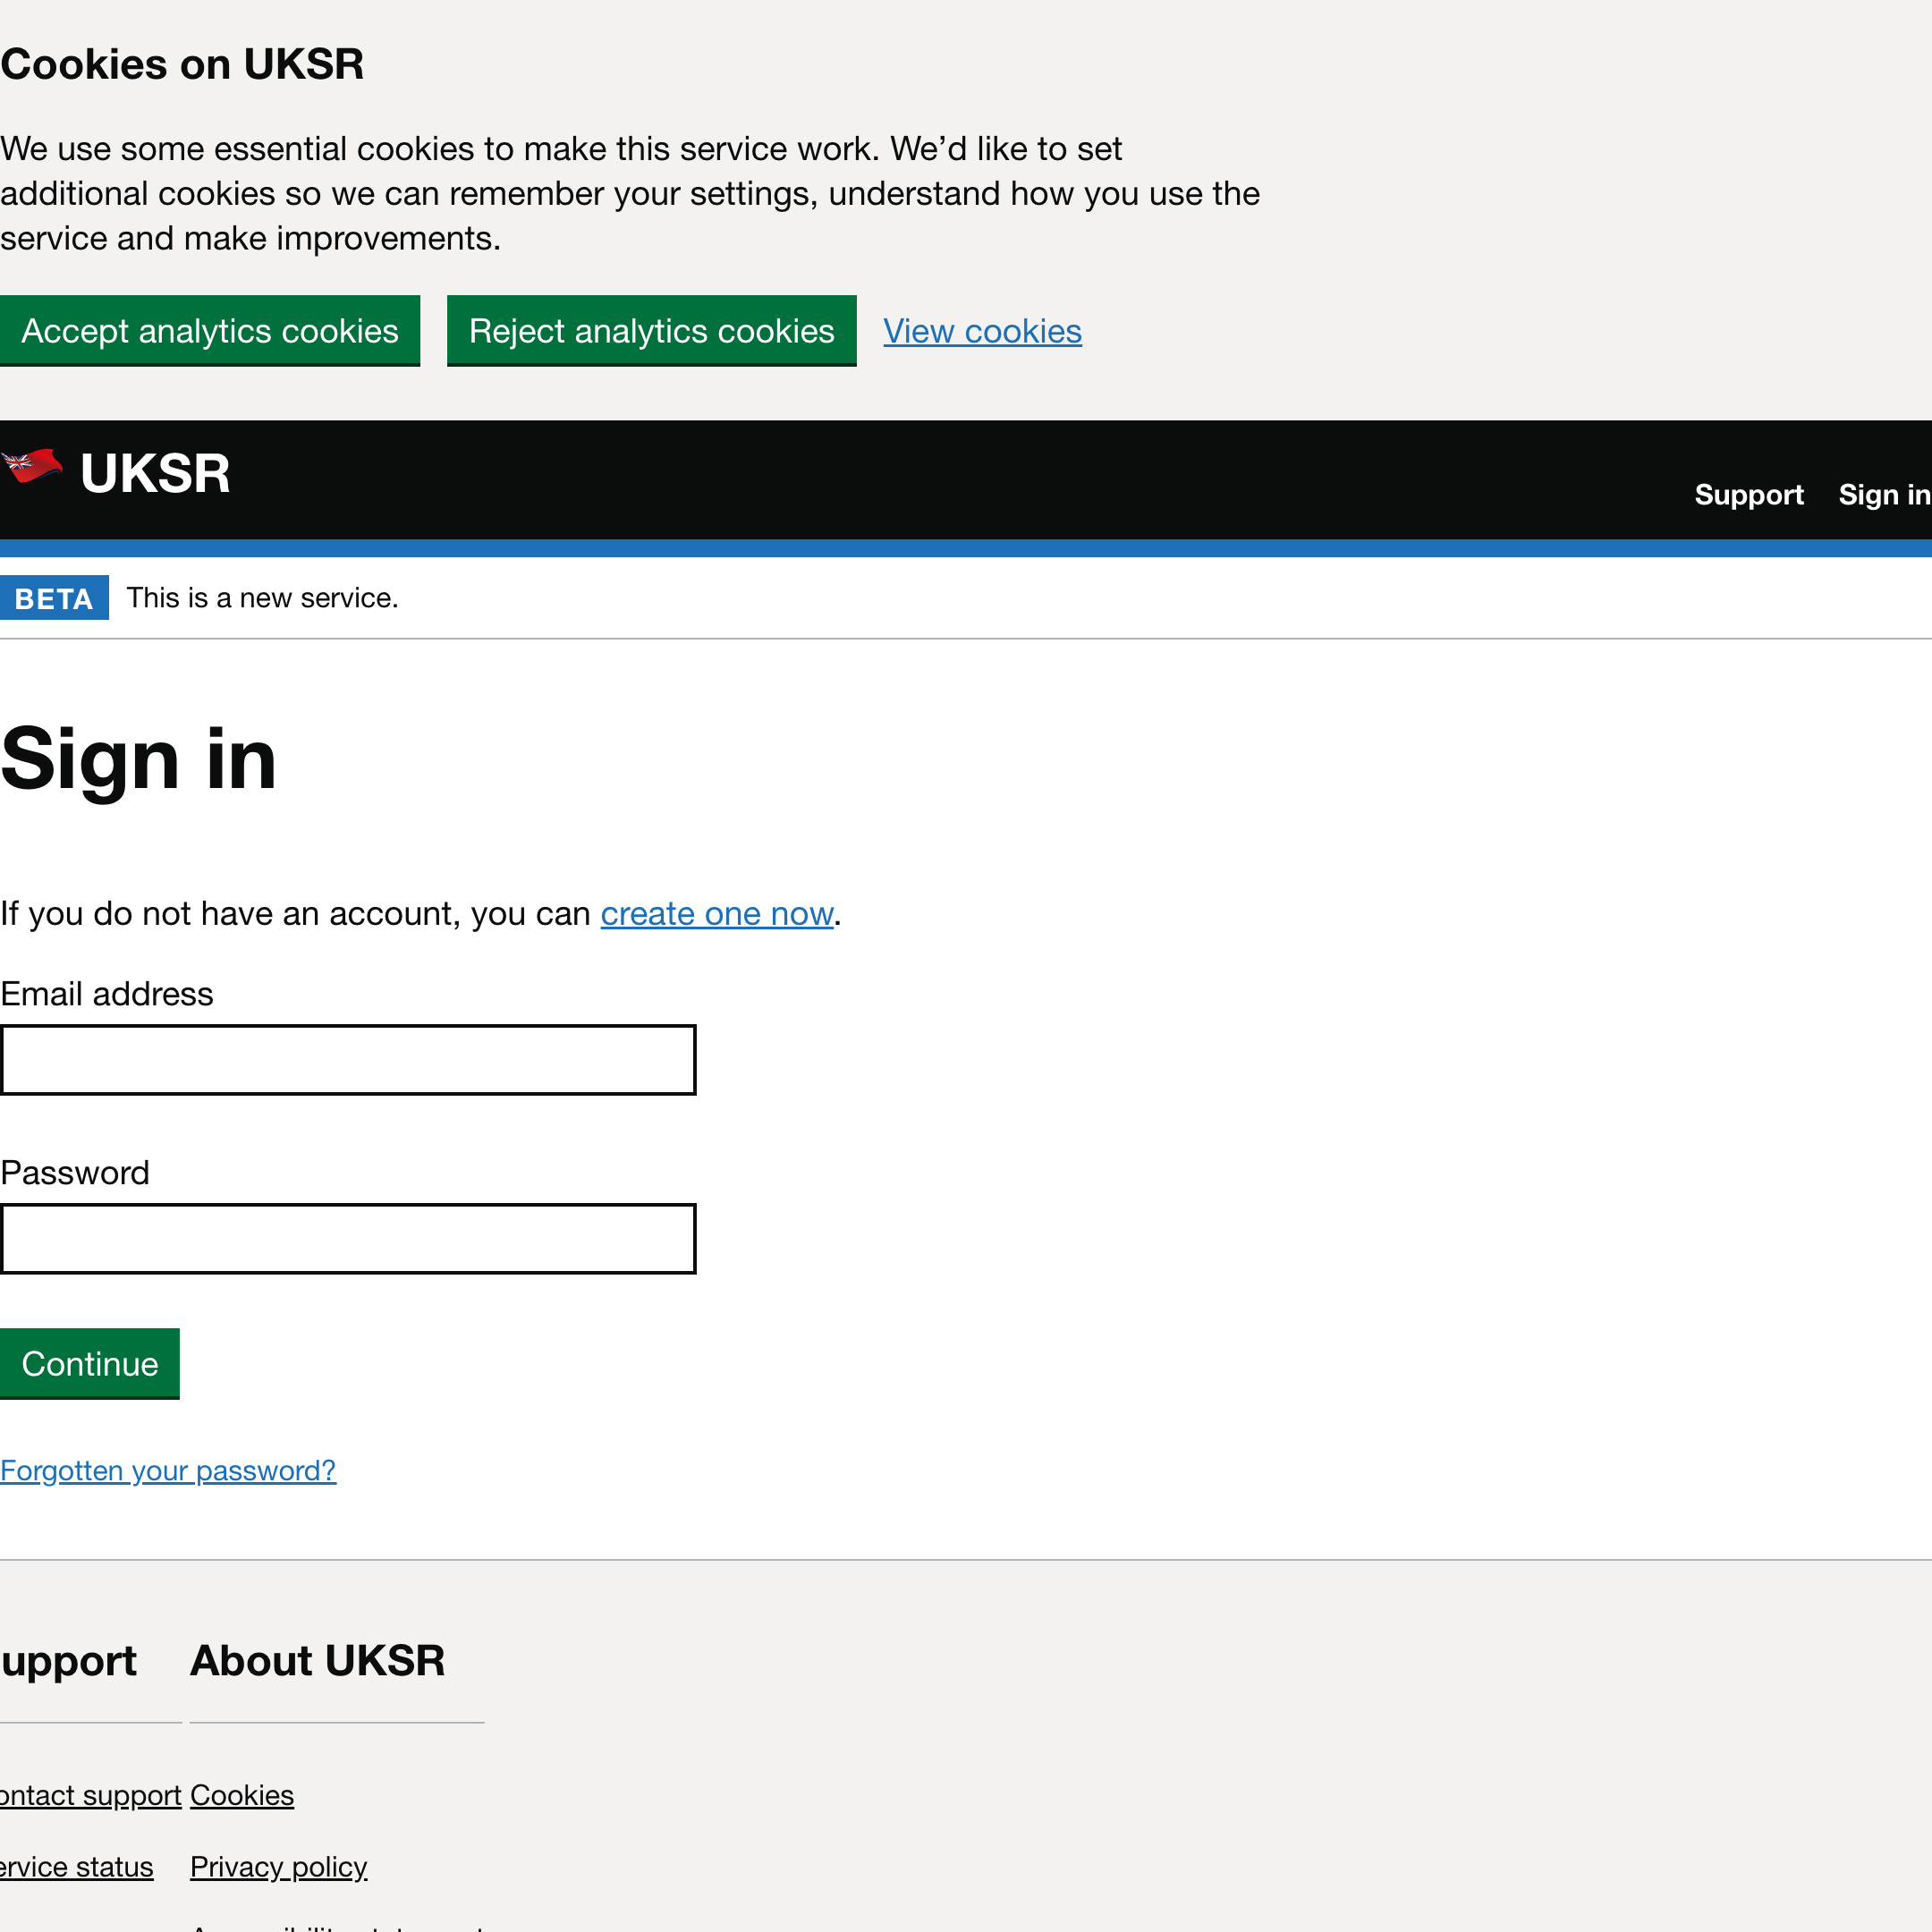 Cookies on UKSR
We use some essential cookies to make this service work. We’d like to set
additional cookies so we can remember your settings, understand how you use the
service and make improvements.
Accept analytics cookies Reject analytics cookies View cookies
UKSR
Support Sign in
BETA This is a new service.
Sign in
If you do not have an account, you can create one now.
Email address
Password
Continue
Forgotten your password?
upport About UKSR
ontact support Cookies
ervice status Privacy policy